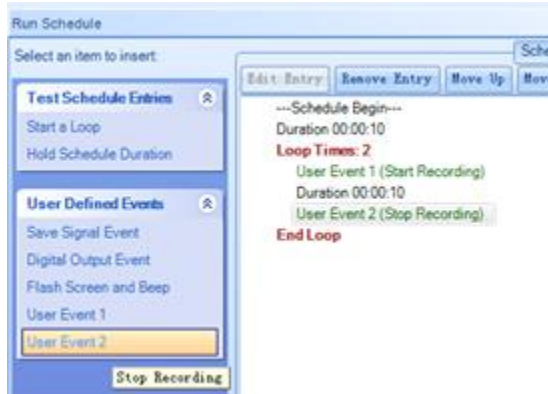 Run Schedule
Select an item to insert:
Sche
Edit Entry Remove Entry Move Up Mov
Test Schedule Entries
Start a Loop
Hold Schedule Duration
User Defined Events
Save Signal Event
Digital Output Event
Flash Screen and Beep
User Event 1
User Event 2
Stop Recording
---Schedule Begin---
Duration 00:00:10
Loop Times: 2
User Event 1 (Start Recording)
Duration 00:00:10
User Event 2 (Stop Recording)
End Loop